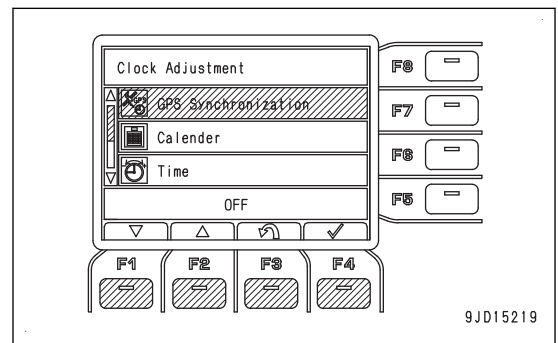 Clock Adjustment
F8
GPS Synchronization
F7
Calender
F6
Time
F5
OFF
F1 F2 F3 F4
9JD15219